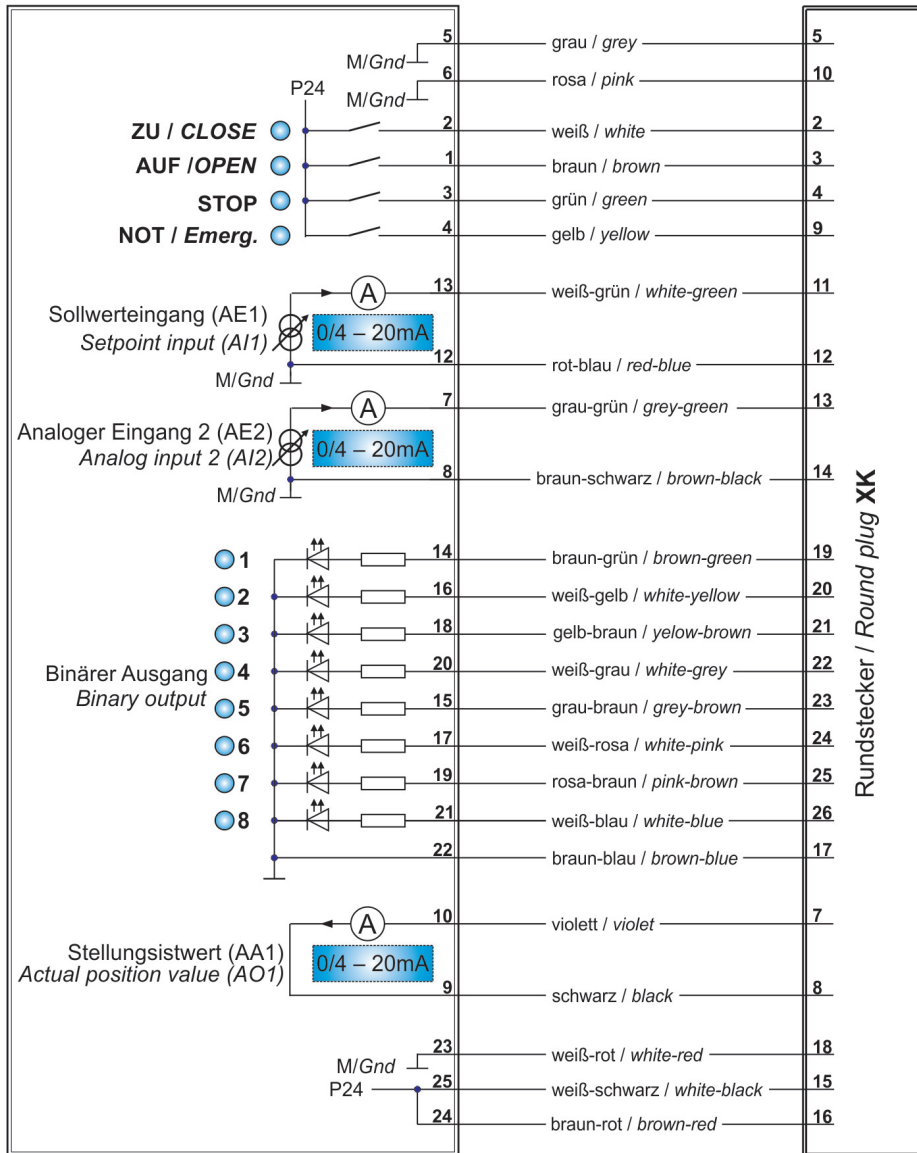 5 grau / grey 5
M/Gnd
6 rosa / pink 10
P24
M/Gnd
ZU / CLOSE 2 weiß / white 2
AUF /OPEN 1 braun / brown 3
STOP 3 grün / green 4
NOT / Emerg. 4 gelb / yellow 9
A 13 weiß-grün / white-green 11
Sollwerteingang (AE1)
Setpoint input (AI1)
0/4 – 20mA
12 rot-blau / red-blue 12
M/Gnd
A 7 grau-grün / grey-green 13
Analoger Eingang 2 (AE2)
Analog input 2 (AI2)
0/4 – 20mA
8 braun-schwarz / brown-black 14
M/Gnd
1 14 braun-grün / brown-green 19
2 16 weiß-gelb / white-yellow 20
3 18 gelb-braun / yelow-brown 21
4 20 weiß-grau / white-grey 22
Binärer Ausgang
Binary output
5 15 grau-braun / grey-brown 23
6 17 weiß-rosa / white-pink 24
7 19 rosa-braun / pink-brown 25
8 21 weiß-blau / white-blue 26
22 braun-blau / brown-blue 17
A 10 violett / violet 7
Stellungsistwert (AA1)
Actual position value (AO1)
0/4 – 20mA
9 schwarz / black 8
23 weiß-rot / white-red 18
M/Gnd
P24 25 weiß-schwarz / white-black 15
24 braun-rot / brown-red 16
Rundstecker / Round plug XK